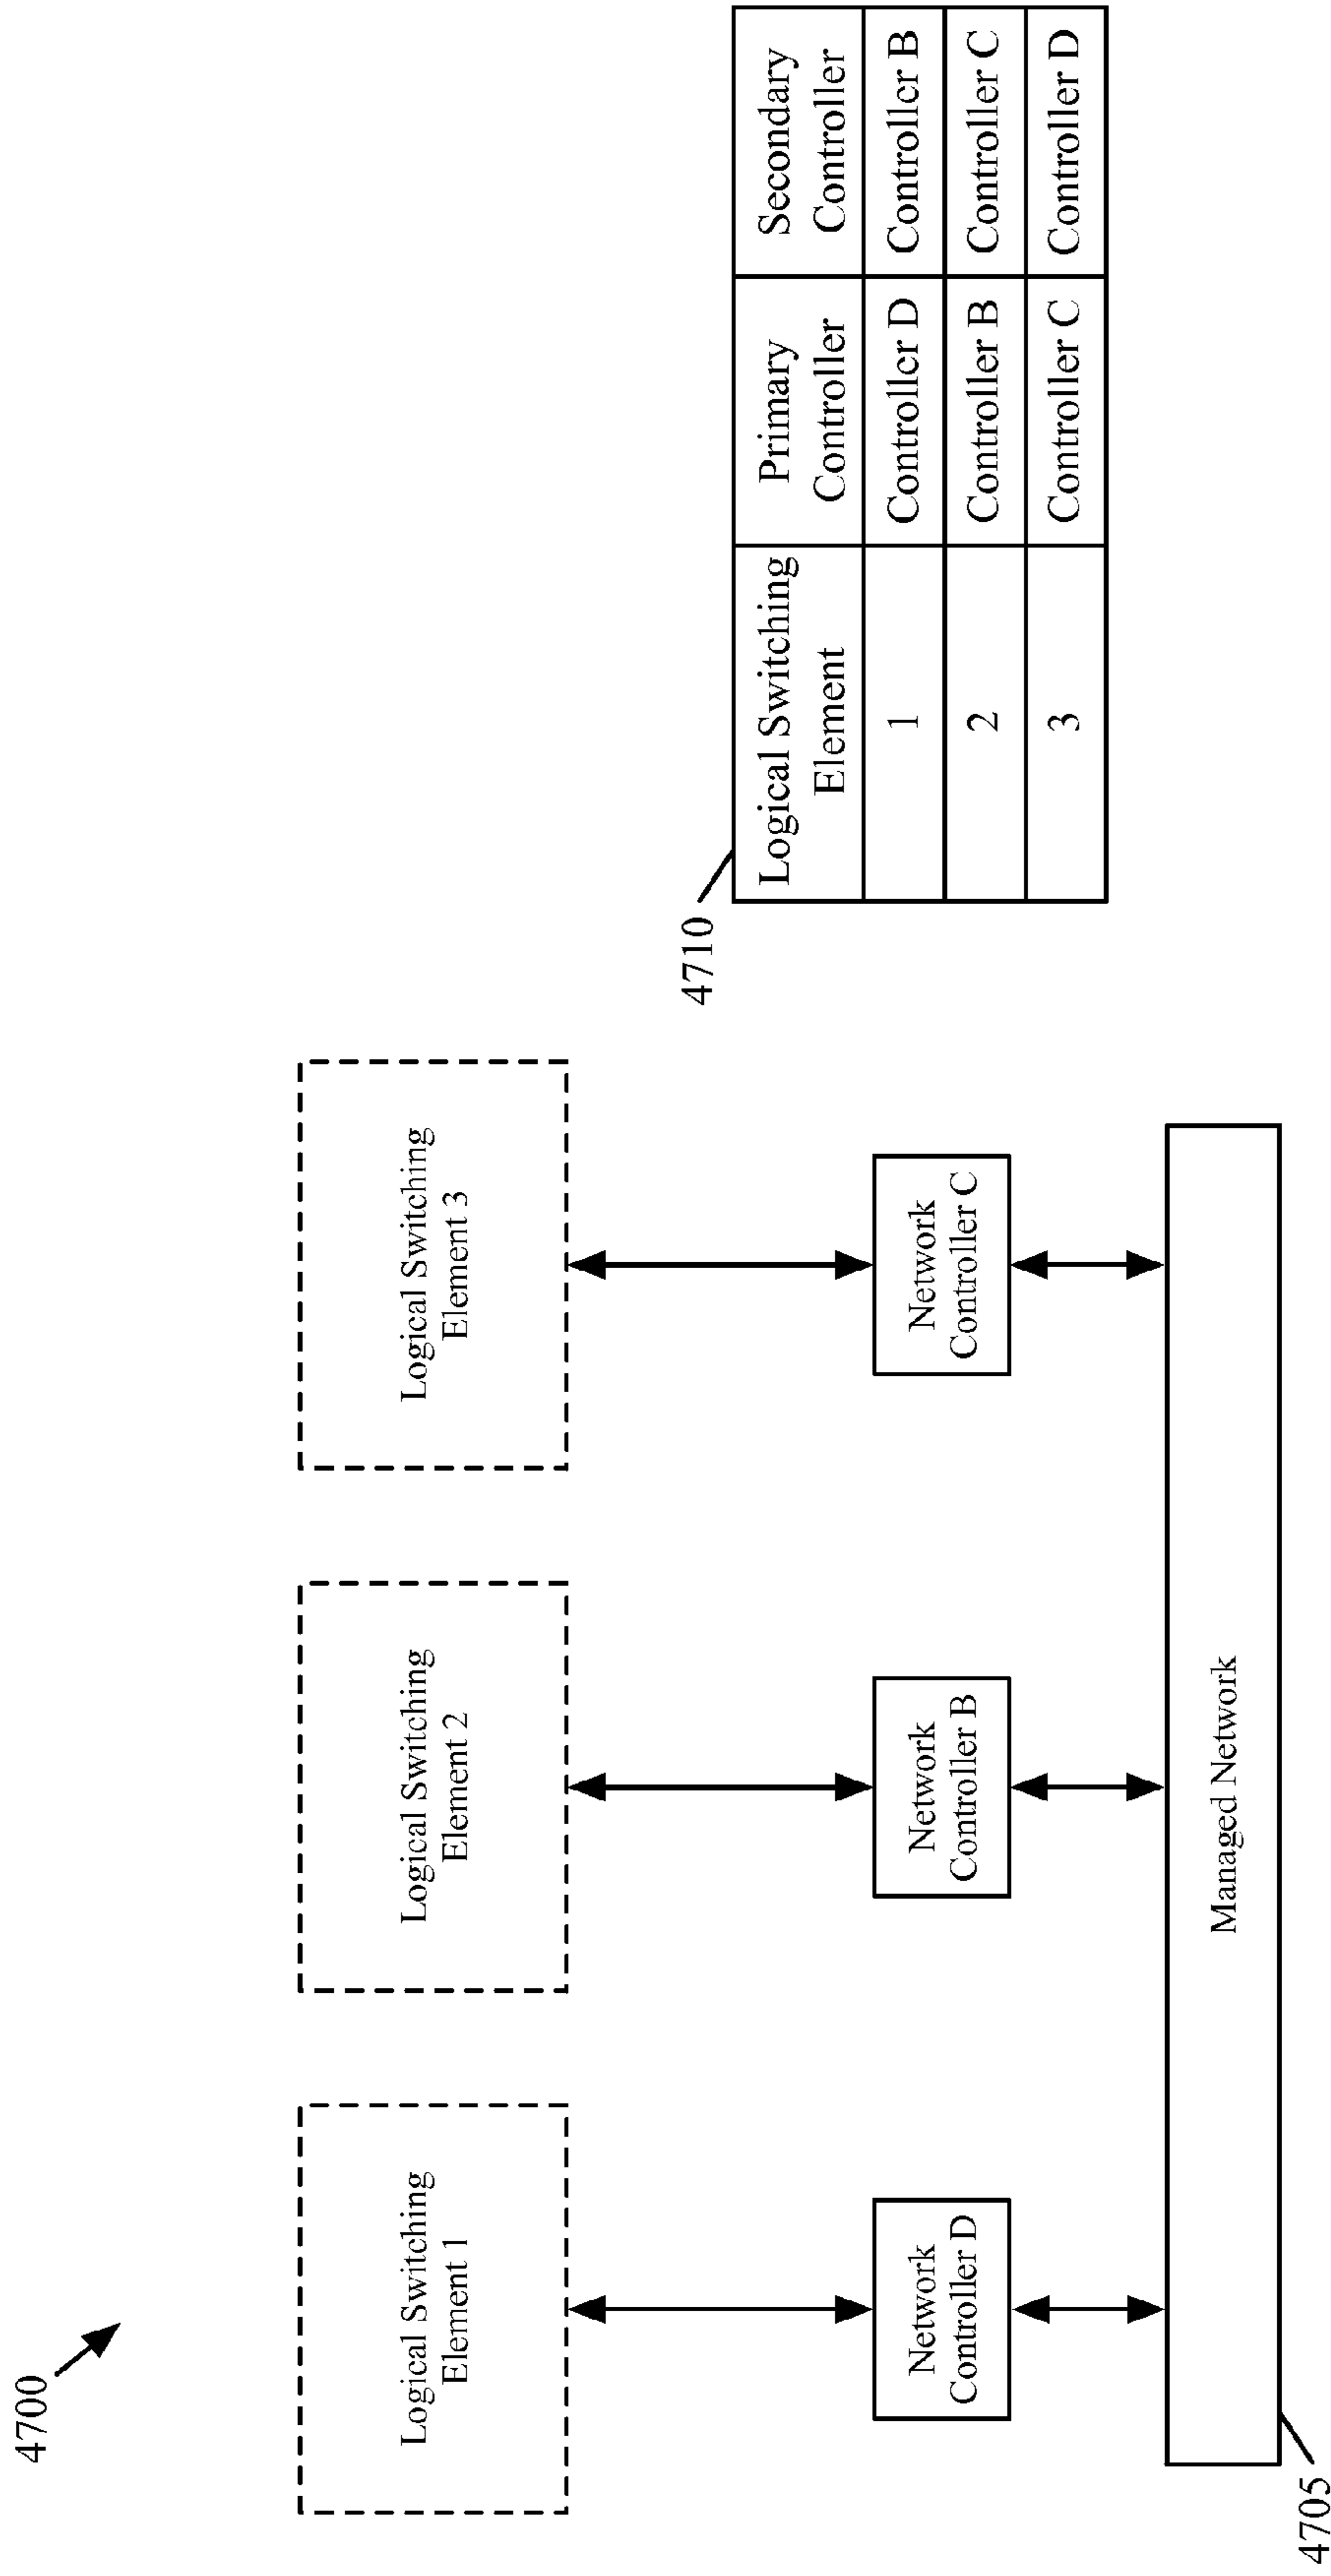 4700
Logical Switching
Element 1
Logical Switching
Element 2
Logical Switching
Element 3
Network
Controller D
Network
Controller B
Network
Controller C
Managed Network
4705
4710
Logical Switching
Element
Primary
Controller
Secondary
Controller
1
Controller D
Controller B
2
Controller B
Controller C
3
Controller C
Controller D